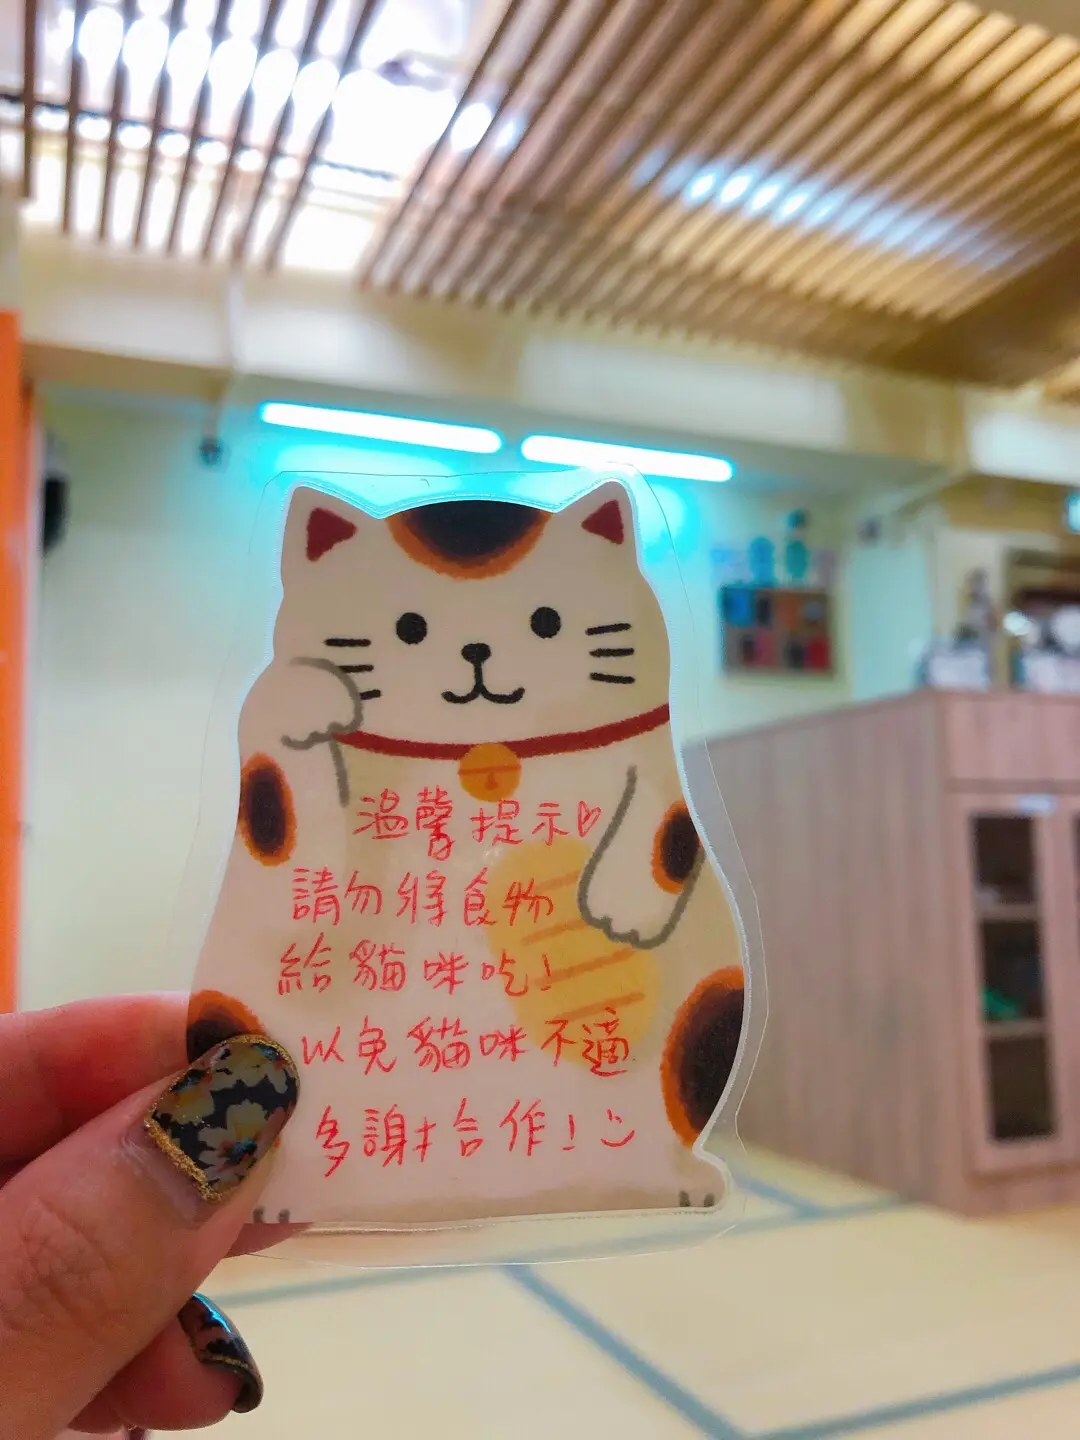 溫馨提示♡
請勿將食物
給貓咪吃!
以免貓咪不適
多謝合作! :)